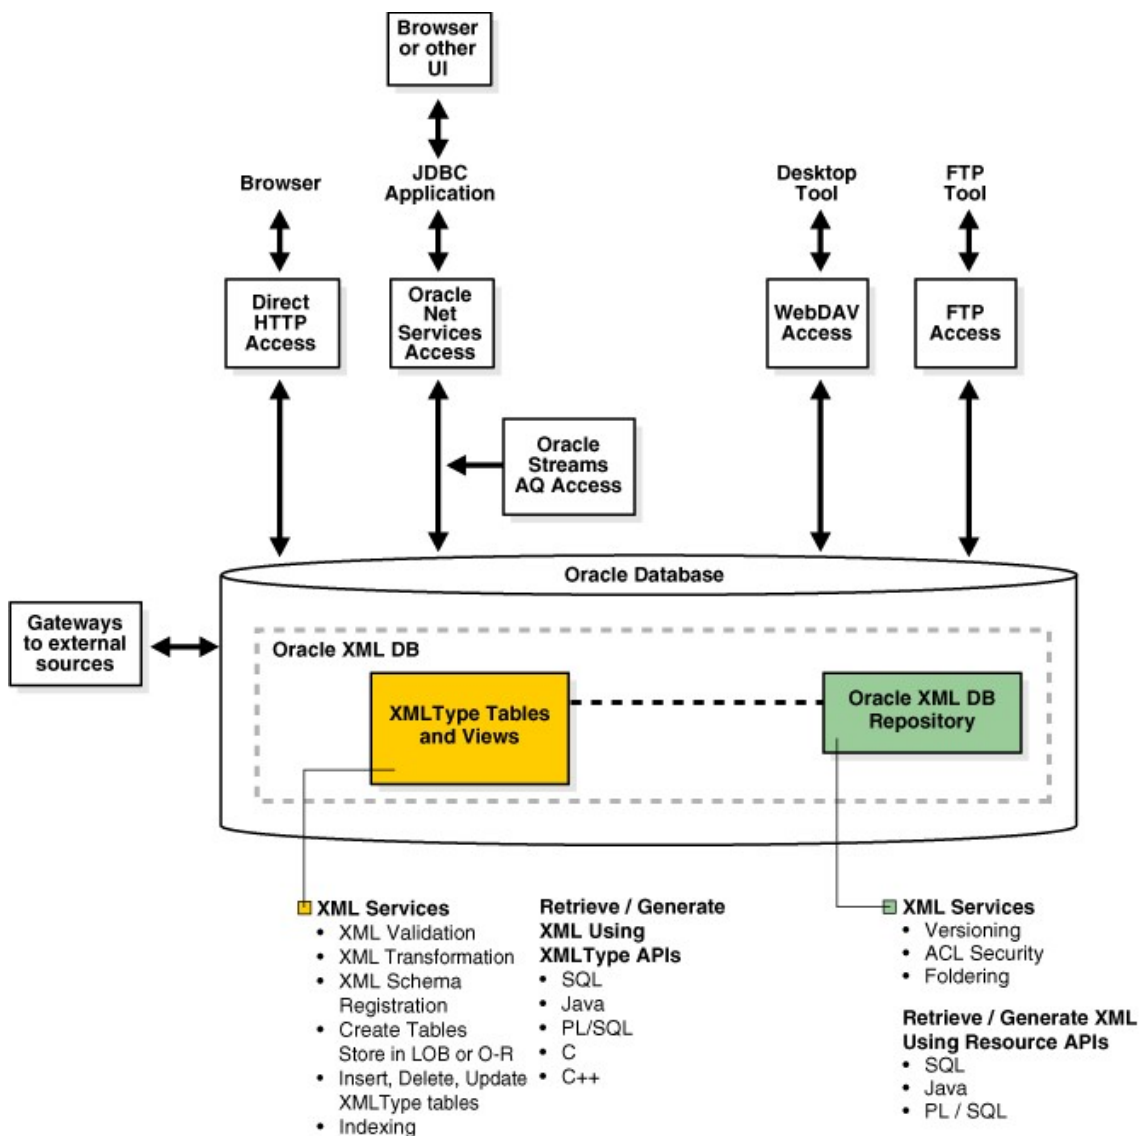 Browser
or other
UI
Browser
JDBC
Application
Desktop
Tool
FTP
Tool
Direct
HTTP
Access
Oracle
Net
Services
Access
WebDAV
Access
FTP
Access
Oracle
Streams
AQ Access
Oracle Database
Gateways
to external
sources
Oracle XML DB
XMLType Tables
and Views
Oracle XML DB
Repository
XML Services
• XML Validation
• XML Transformation
• XML Schema
Registration
• Create Tables
Store in LOB or O-R
• Insert, Delete, Update
XMLType tables
• Indexing
Retrieve / Generate
XML Using
XMLType APIs
• SQL
• Java
• PL/SQL
• C
• C++
XML Services
• Versioning
• ACL Security
• Foldering
Retrieve / Generate XML
Using Resource APIs
• SQL
• Java
• PL / SQL